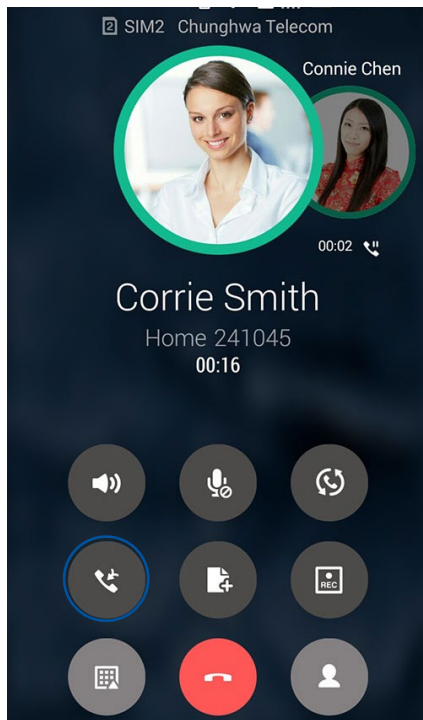 SIM2 Chunghwa Telecom
Connie Chen
00:02
Corrie Smith
Home 241045
00:16
REC